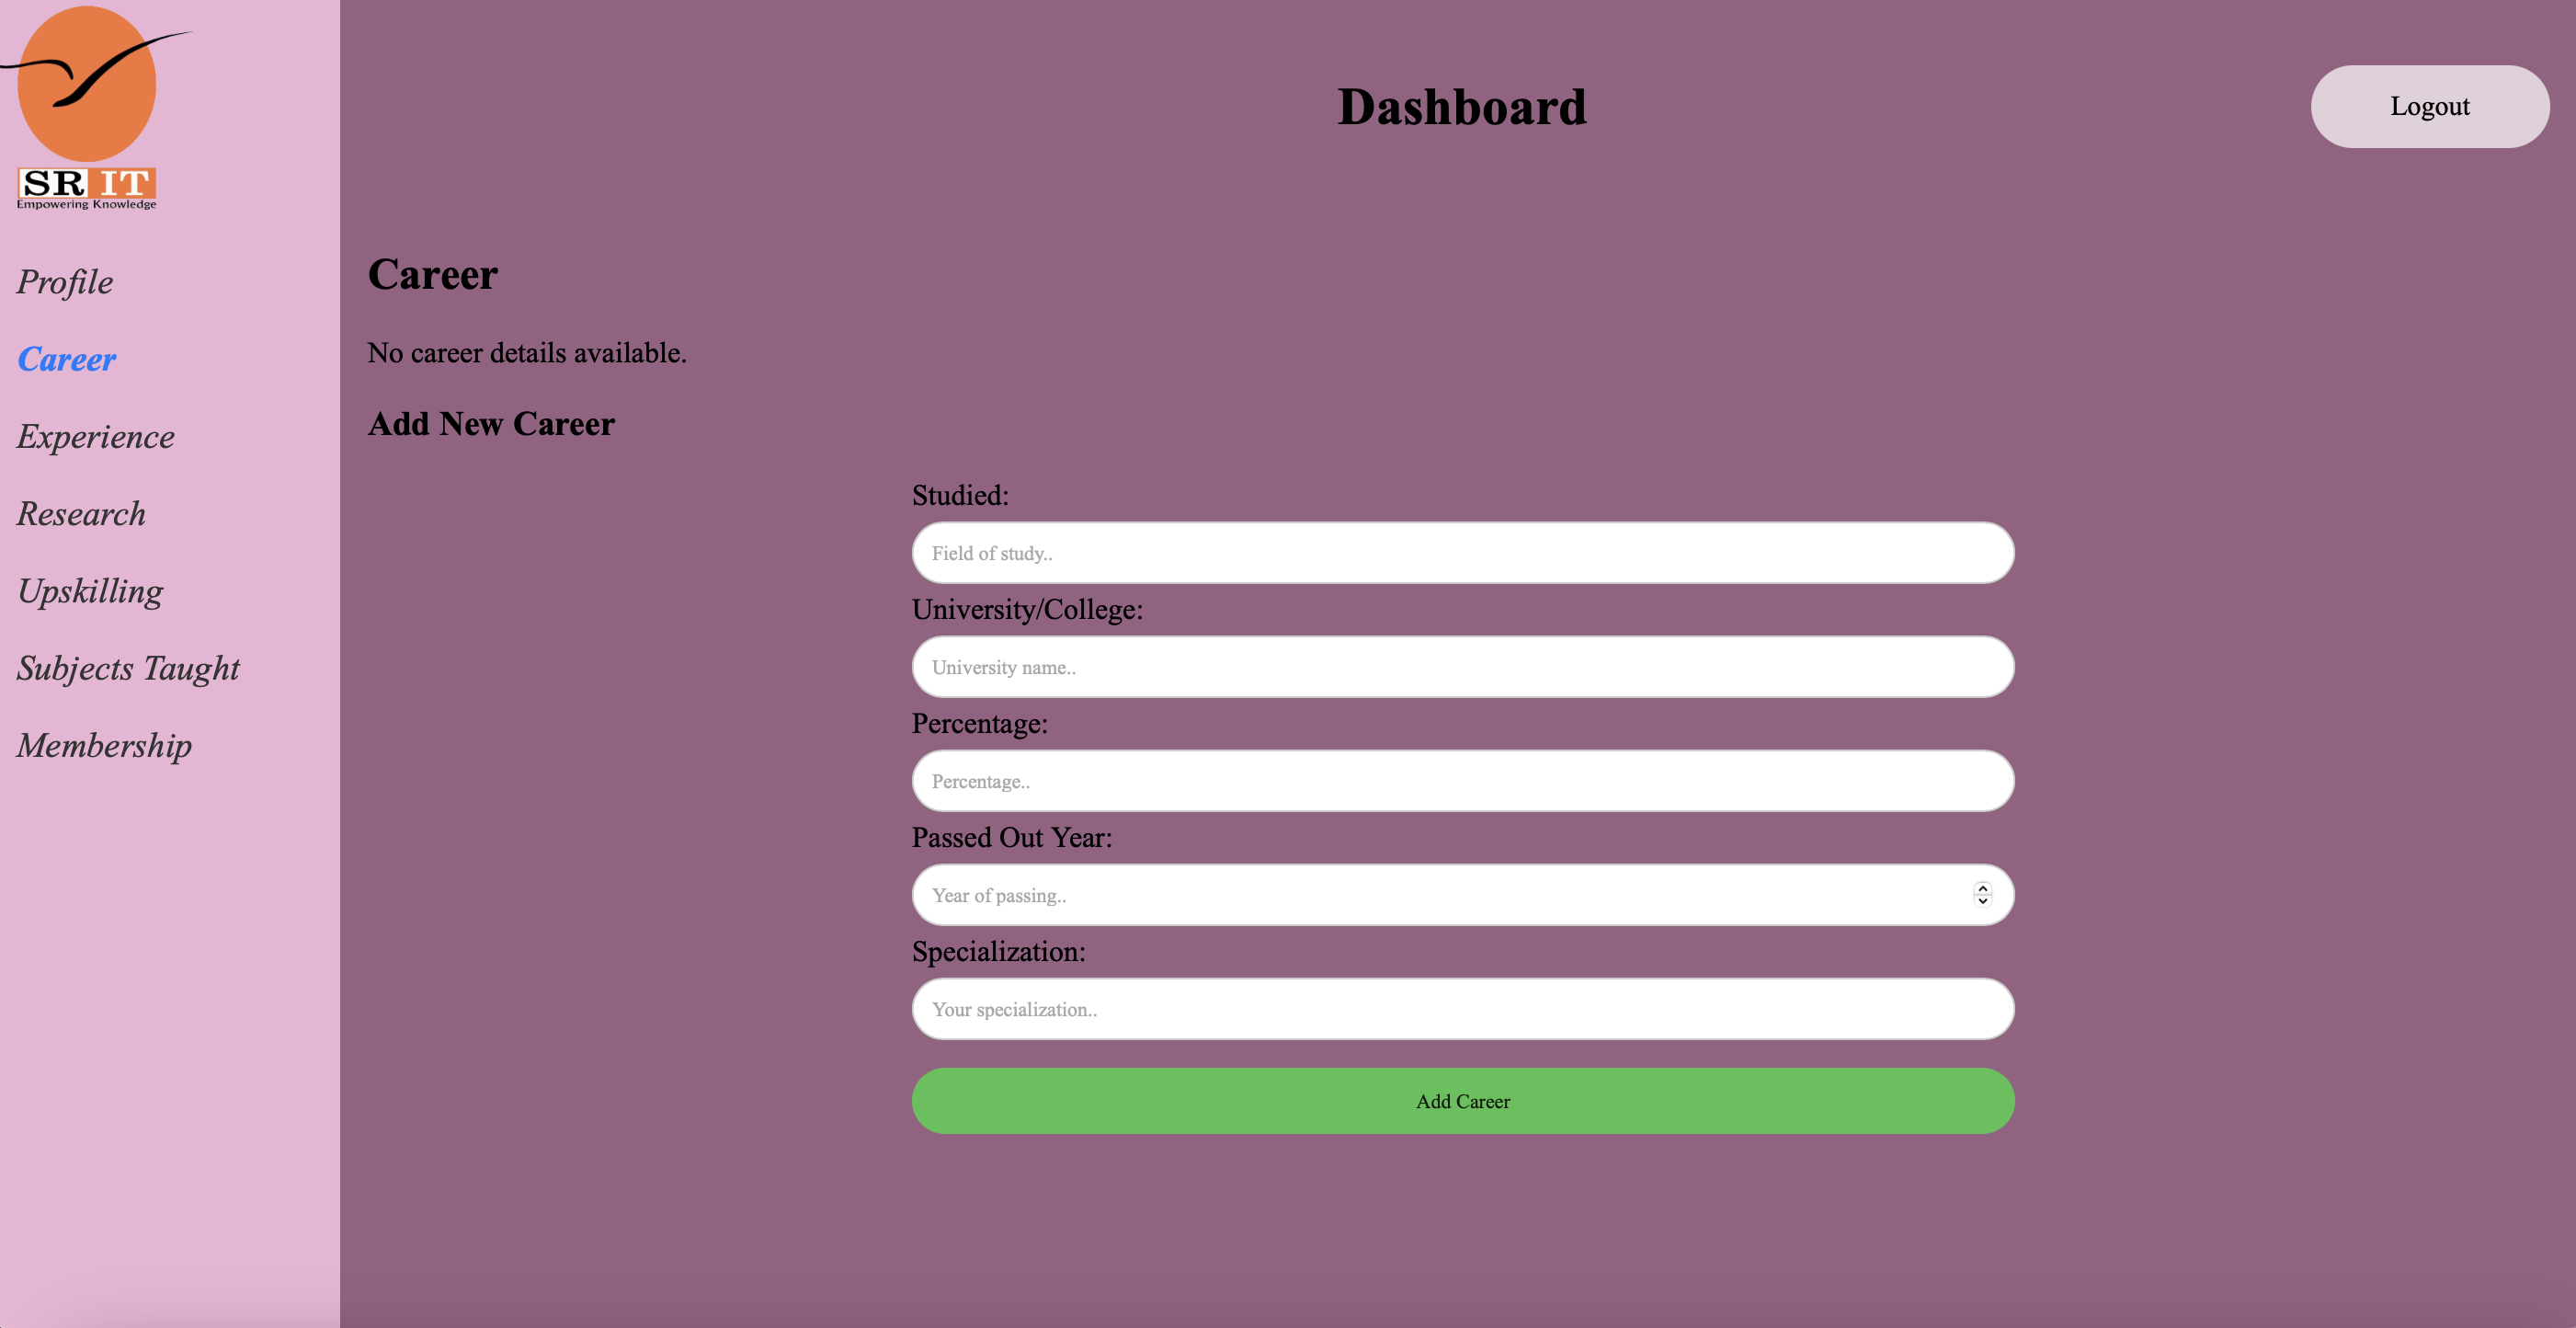 SR IT
Empowering Knowledge
Profile
Career
Experience
Research
Upskilling
Subjects Taught
Membership
Dashboard
Logout
Career
No career details available.
Add New Career
Studied:
Field of study..
University/College:
University name..
Percentage:
Percentage..
Passed Out Year:
Year of passing..
Specialization:
Your specialization..
Add Career